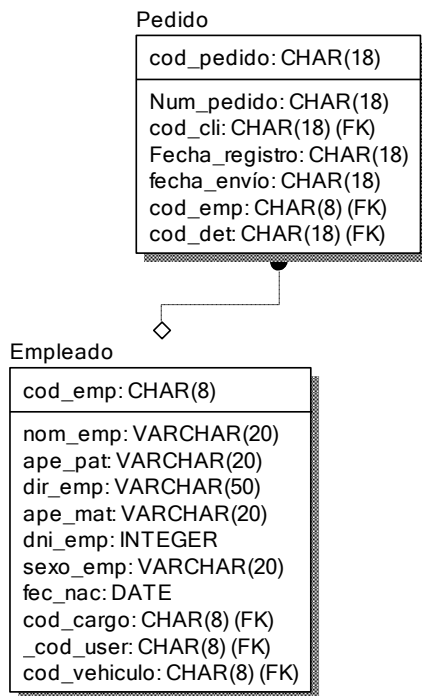 Pedido
cod_pedido: CHAR(18)
Num_pedido: CHAR(18)
cod_cli: CHAR(18) (FK)
Fecha_registro: CHAR(18)
fecha_envío: CHAR(18)
cod_emp: CHAR(8) (FK)
cod_det: CHAR(18) (FK)
Empleado
cod_emp: CHAR(8)
nom_emp: VARCHAR(20)
ape_pat: VARCHAR(20)
dir_emp: VARCHAR(50)
ape_mat: VARCHAR(20)
dni_emp: INTEGER
sexo_emp: VARCHAR(20)
fec_nac: DATE
cod_cargo: CHAR(8) (FK)
_cod_user: CHAR(8) (FK)
cod_vehiculo: CHAR(8) (FK)